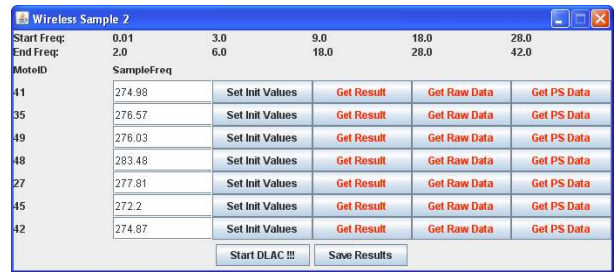 Wireless Sample 2
Start Freq: 0.01 3.0 9.0 18.0 28.0
End Freq: 2.0 6.0 18.0 28.0 42.0
MoteID SampleFreq
41 274.98 Set Init Values Get Result Get Raw Data Get PS Data
35 276.57 Set Init Values Get Result Get Raw Data Get PS Data
49 276.03 Set Init Values Get Result Get Raw Data Get PS Data
48 283.48 Set Init Values Get Result Get Raw Data Get PS Data
27 277.81 Set Init Values Get Result Get Raw Data Get PS Data
45 272.2 Set Init Values Get Result Get Raw Data Get PS Data
42 274.87 Set Init Values Get Result Get Raw Data Get PS Data
Start DLAC !!! Save Results